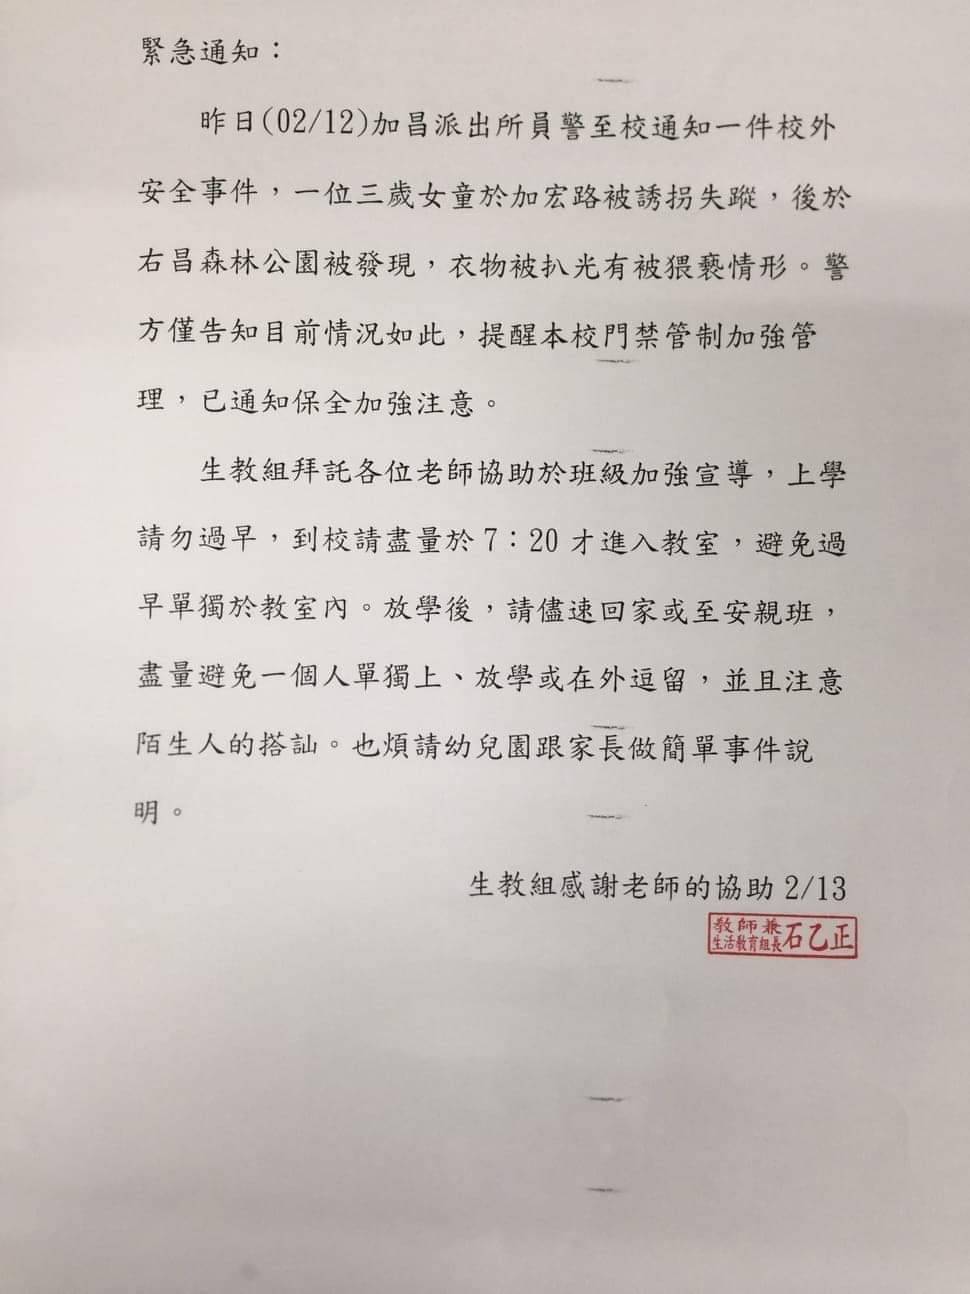 緊急通知：
昨日(02/12)加昌派出所員警至校通知一件校外
安全事件，一位三歲女童於加宏路被誘拐失蹤，後於
右昌森林公園被發現，衣物被扒光有被猥褻情形。警
方僅告知目前情況如此，提醒本校門禁管制加強管
理，已通知保全加強注意。
生教組拜託各位老師協助於班級加強宣導，上學
請勿過早，到校請盡量於7：20才進入教室，避免過
早單獨於教室內。放學後，請儘速回家或至安親班，
盡量避免一個人單獨上、放學或在外逗留，並且注意
陌生人的搭訕。也煩請幼兒園跟家長做簡單事件說
明。
生教組感謝老師的協助 2/13
教師兼
生活教育組長 石乙正